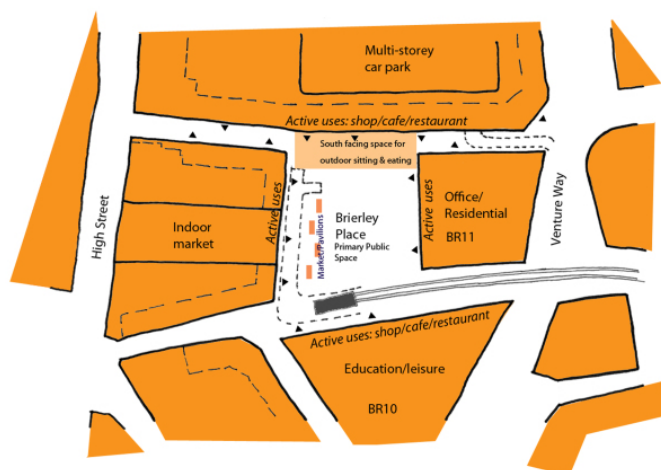 Multi-storey
car park
Active uses: shop/cafe/restaurant
South facing space for
outdoor sitting & eating
High Street
Indoor
market
Active uses
Market Pavilions
Brierley
Place
Primary Public
Space
Active uses
Office/
Residential
BR11
Venture Way
Active uses: shop/cafe/restaurant
Education/leisure
BR10